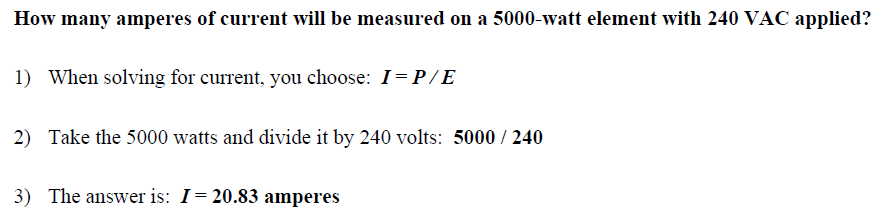 How many amperes of current will be measured on a 5000-watt element with 240 VAC applied?
1) When solving for current, you choose: I = P / E
2) Take the 5000 watts and divide it by 240 volts: 5000 / 240
3) The answer is: I = 20.83 amperes